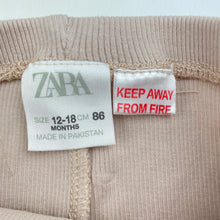 ZARA
SIZE 12-18 CM 86
MONTHS
MADE IN PAKISTAN
KEEP AWAY
FROM FIRE